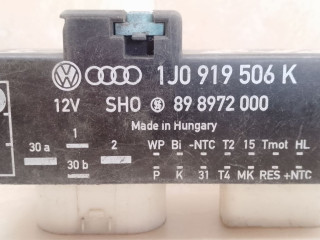 1J0 919 506 K
12V SHO 89 8972 000
Made in Hungary
1
30 a 2
30 b
WP Bi -NTC T2 15 Tmot HL
P K 31 T4 MK RES +NTC